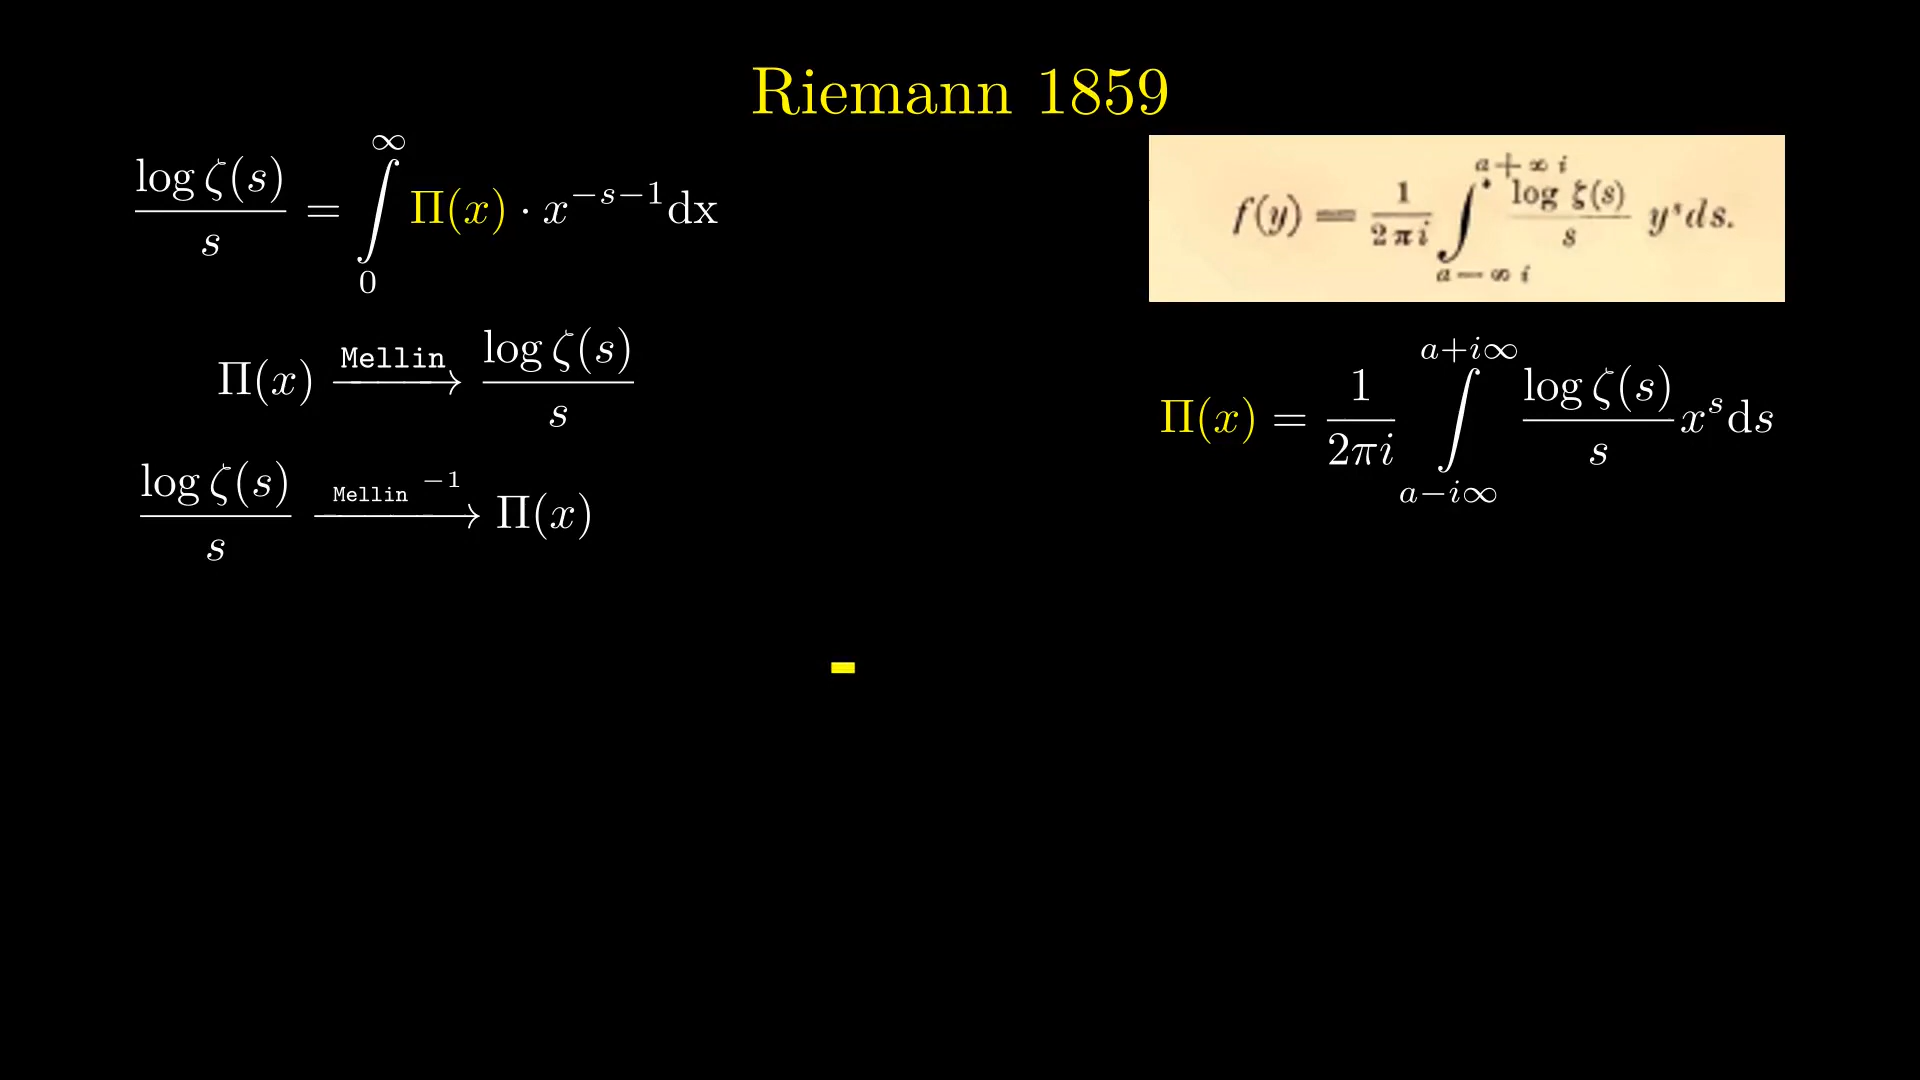 Riemann 1859
log ζ(s) / s = ∫₀^∞ Π(x) · x^{−s−1} dx
Π(x) —Mellin→ log ζ(s) / s
log ζ(s) / s —Mellin ^{−1}→ Π(x)
f(y) = 1 / 2πi ∫_{a−∞i}^{a+∞i} log ζ(s) / s y^s ds.
Π(x) = 1 / 2πi ∫_{a−i∞}^{a+i∞} log ζ(s) / s x^s ds